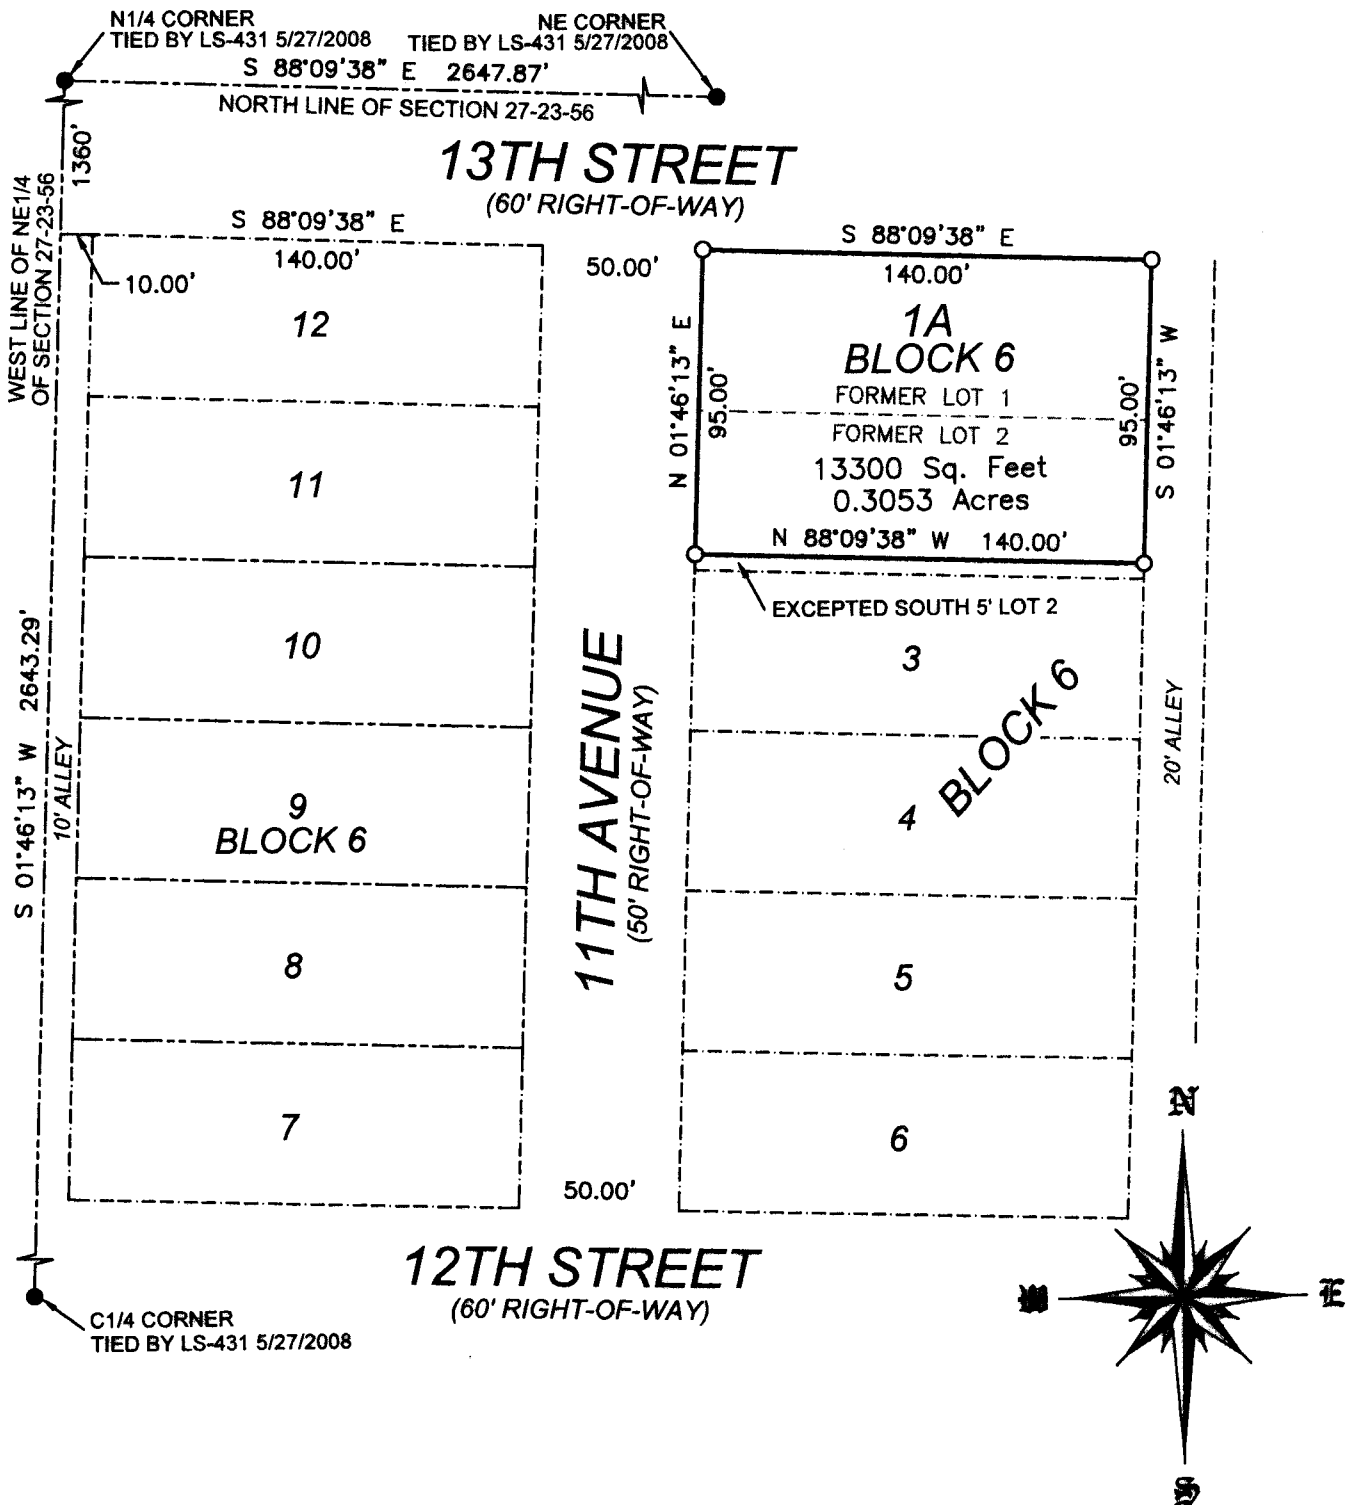 N1/4 CORNER
TIED BY LS-431 5/27/2008
NE CORNER
TIED BY LS-431 5/27/2008
S 88°09'38" E 2647.87'
NORTH LINE OF SECTION 27-23-56
1360'
WEST LINE OF NE1/4
OF SECTION 27-23-56
13TH STREET
(60' RIGHT-OF-WAY)
S 88°09'38" E
140.00'
10.00'
50.00'
S 88°09'38" E
140.00'
1A
BLOCK 6
FORMER LOT 1
FORMER LOT 2
13300 Sq. Feet
0.3053 Acres
N 88°09'38" W 140.00'
N 01°46'13" E
95.00'
95.00'
S 01°46'13" W
EXCEPTED SOUTH 5' LOT 2
12
11
10
9
BLOCK 6
8
7
S 01°46'13" W 2643.29'
10' ALLEY
11TH AVENUE
(50' RIGHT-OF-WAY)
3
BLOCK 6
4
5
6
20' ALLEY
50.00'
12TH STREET
(60' RIGHT-OF-WAY)
C1/4 CORNER
TIED BY LS-431 5/27/2008
N
W
E
S